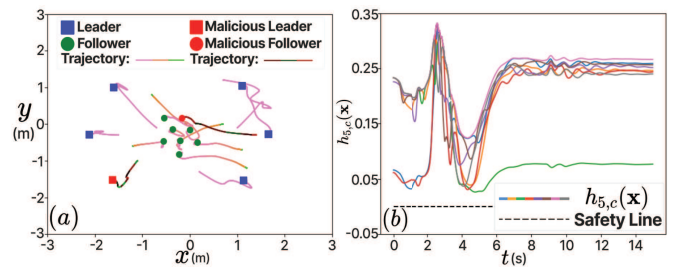 3
2
1
0
-1
-2
-3
y
(m)
Leader
Malicious Leader
Follower
Malicious Follower
Trajectory:
Trajectory:
(a)
-3
-2
-1
0
1
2
3
x(m)
0.35
0.25
0.15
0.05
-0.05
h5,c(x)
h5,c(x)
Safety Line
(b)
0
2
4
6
8
10
12
14
t(s)